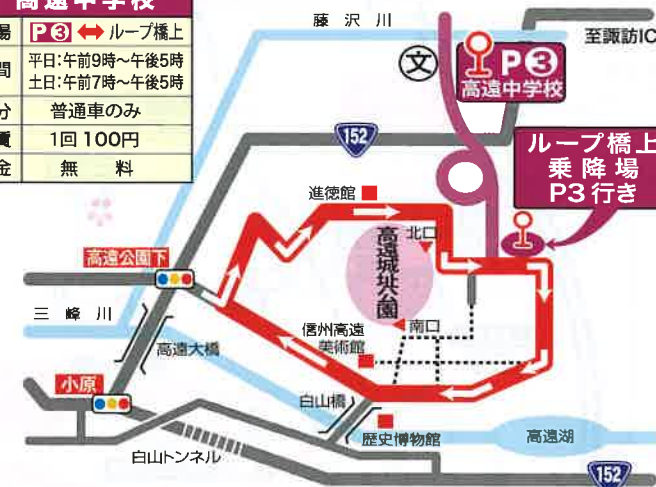 高遠中学校
場 P3 ↔ ループ橋上
間 平日:午前9時～午後5時
土日:午前7時～午後5時
分 普通車のみ
賃 1回100円
金 無 料
藤沢川
至諏訪IC
文
P3
高遠中学校
152
ループ橋上
乗降場
P3行き
進徳館
北口
高遠城址公園
高遠公園下
三峰川
高遠大橋
信州高遠
美術館
南口
小原
白山橋
歴史博物館
高遠湖
白山トンネル
152